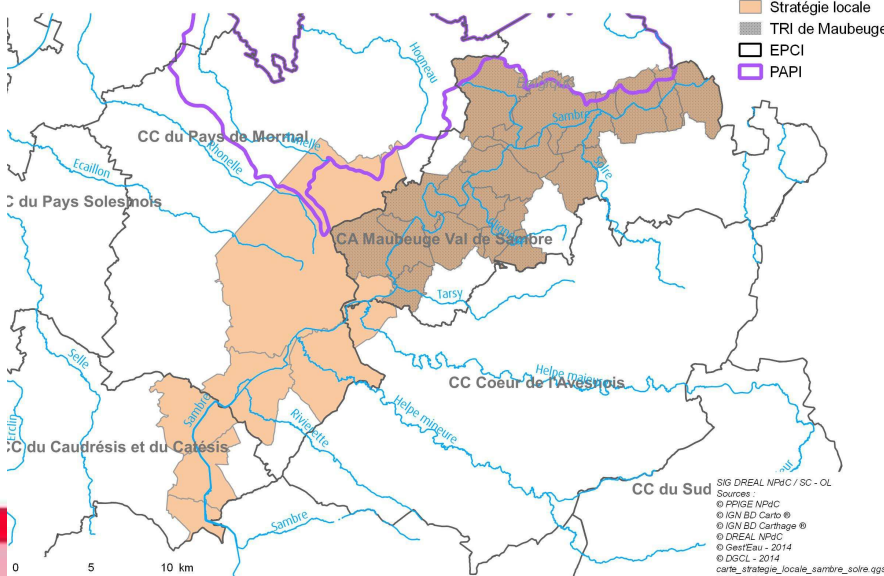 Stratégie locale
TRI de Maubeuge
EPCI
PAPI
Hogneau
Sambre
CC du Pays de Mormal
Rhonelle
Ecaillon
Solre
C du Pays Solesmois
CA Maubeuge Val de Sambre
Tarsy
Selle
Helpe majeure
CC Coeur de l'Avesnois
Sambre
Helpe mineure
Rivierette
Erclin
CC du Caudrésis et du Catésis
CC du Sud
eur
Sambre
SIG DREAL NPdC / SC - OL
Sources :
© PPIGE NPdC
© IGN BD Carto ®
© IGN BD Carthage ®
© DREAL NPdC
© Gest'Eau - 2014
© DGCL - 2014
carte_strategie_locale_sambre_solre.qgs
0 5 10 km